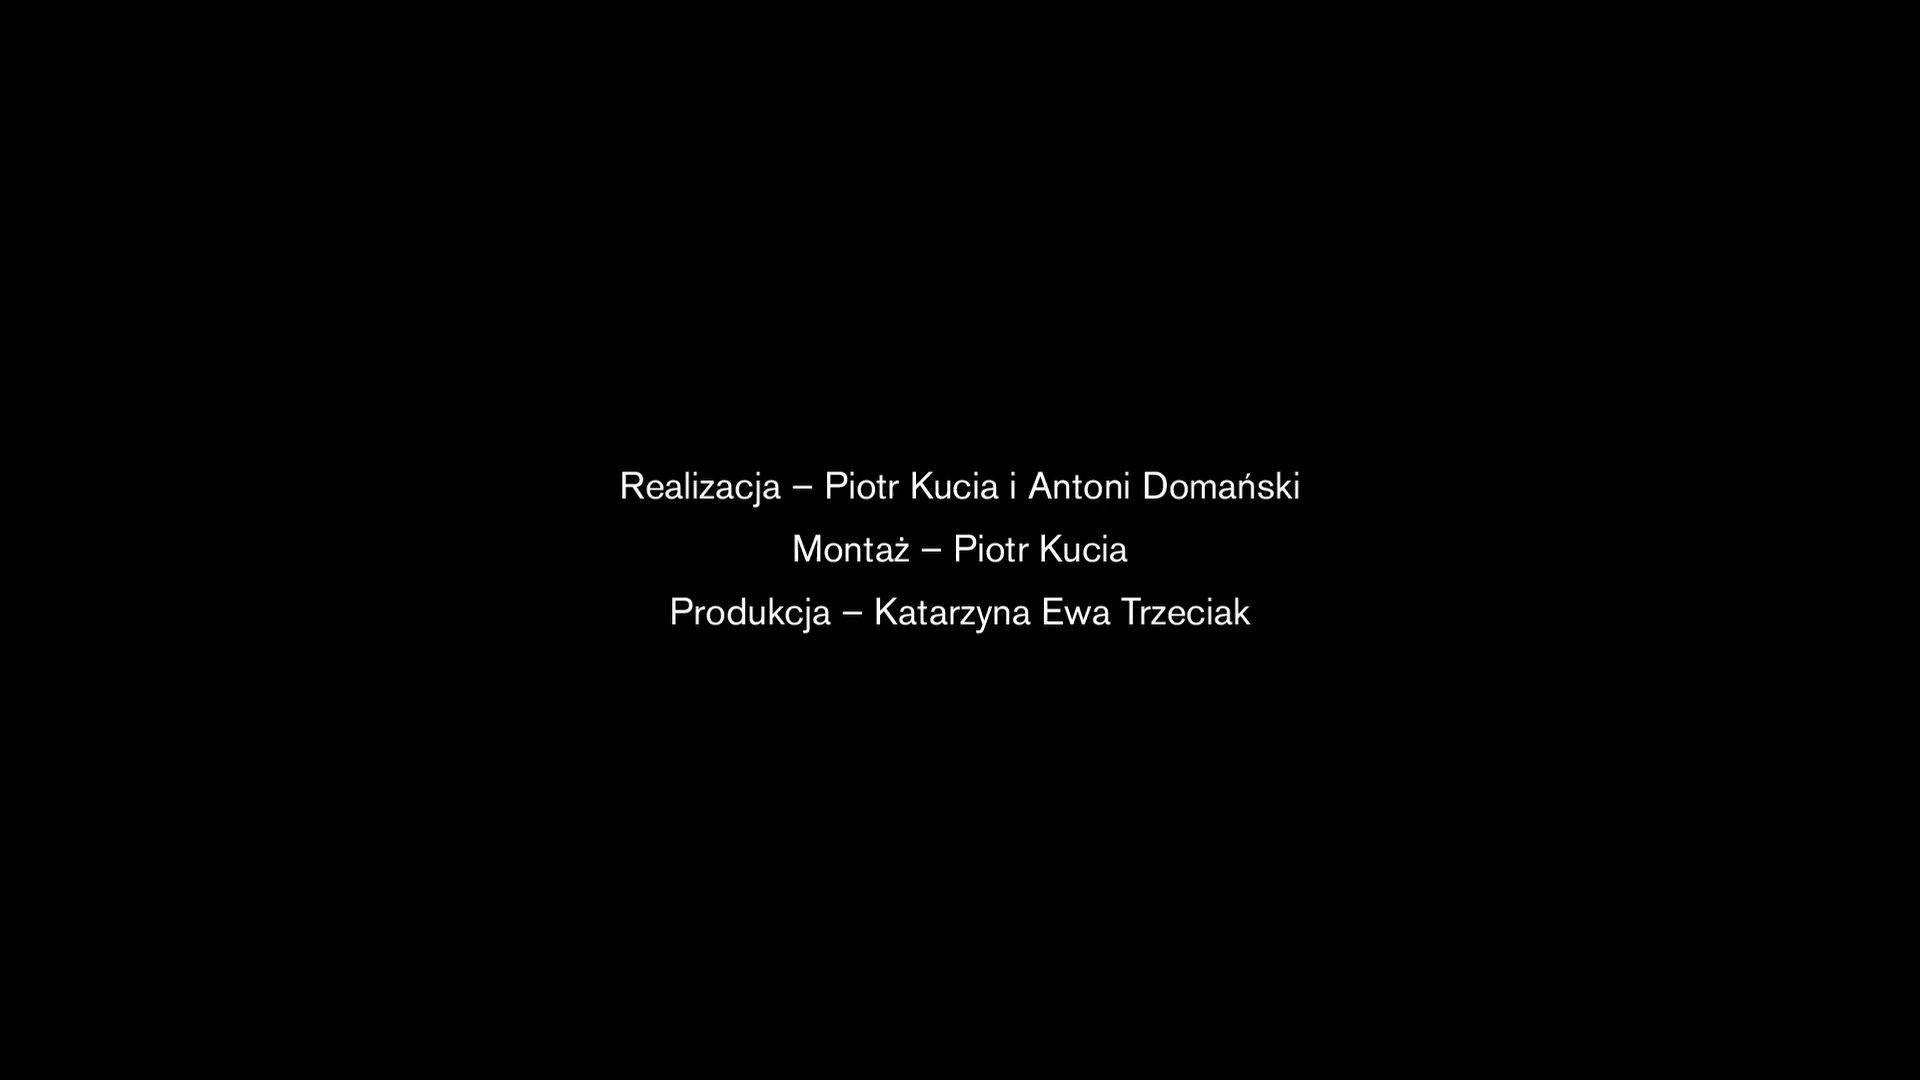 Realizacja – Piotr Kucia i Antoni Domański
Montaż – Piotr Kucia
Produkcja – Katarzyna Ewa Trzeciak